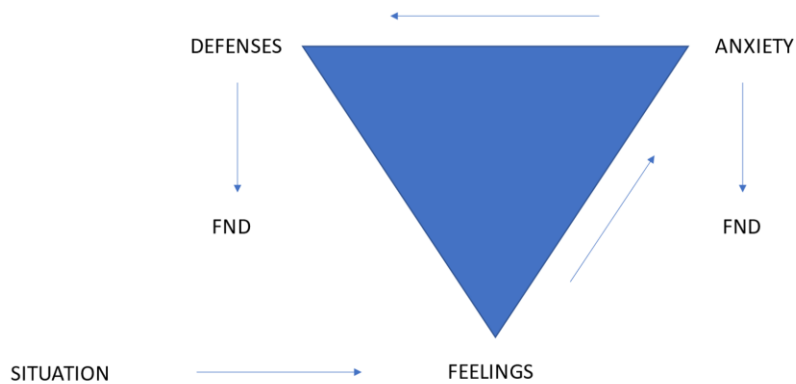 DEFENSES
ANXIETY
FND
FND
SITUATION
FEELINGS